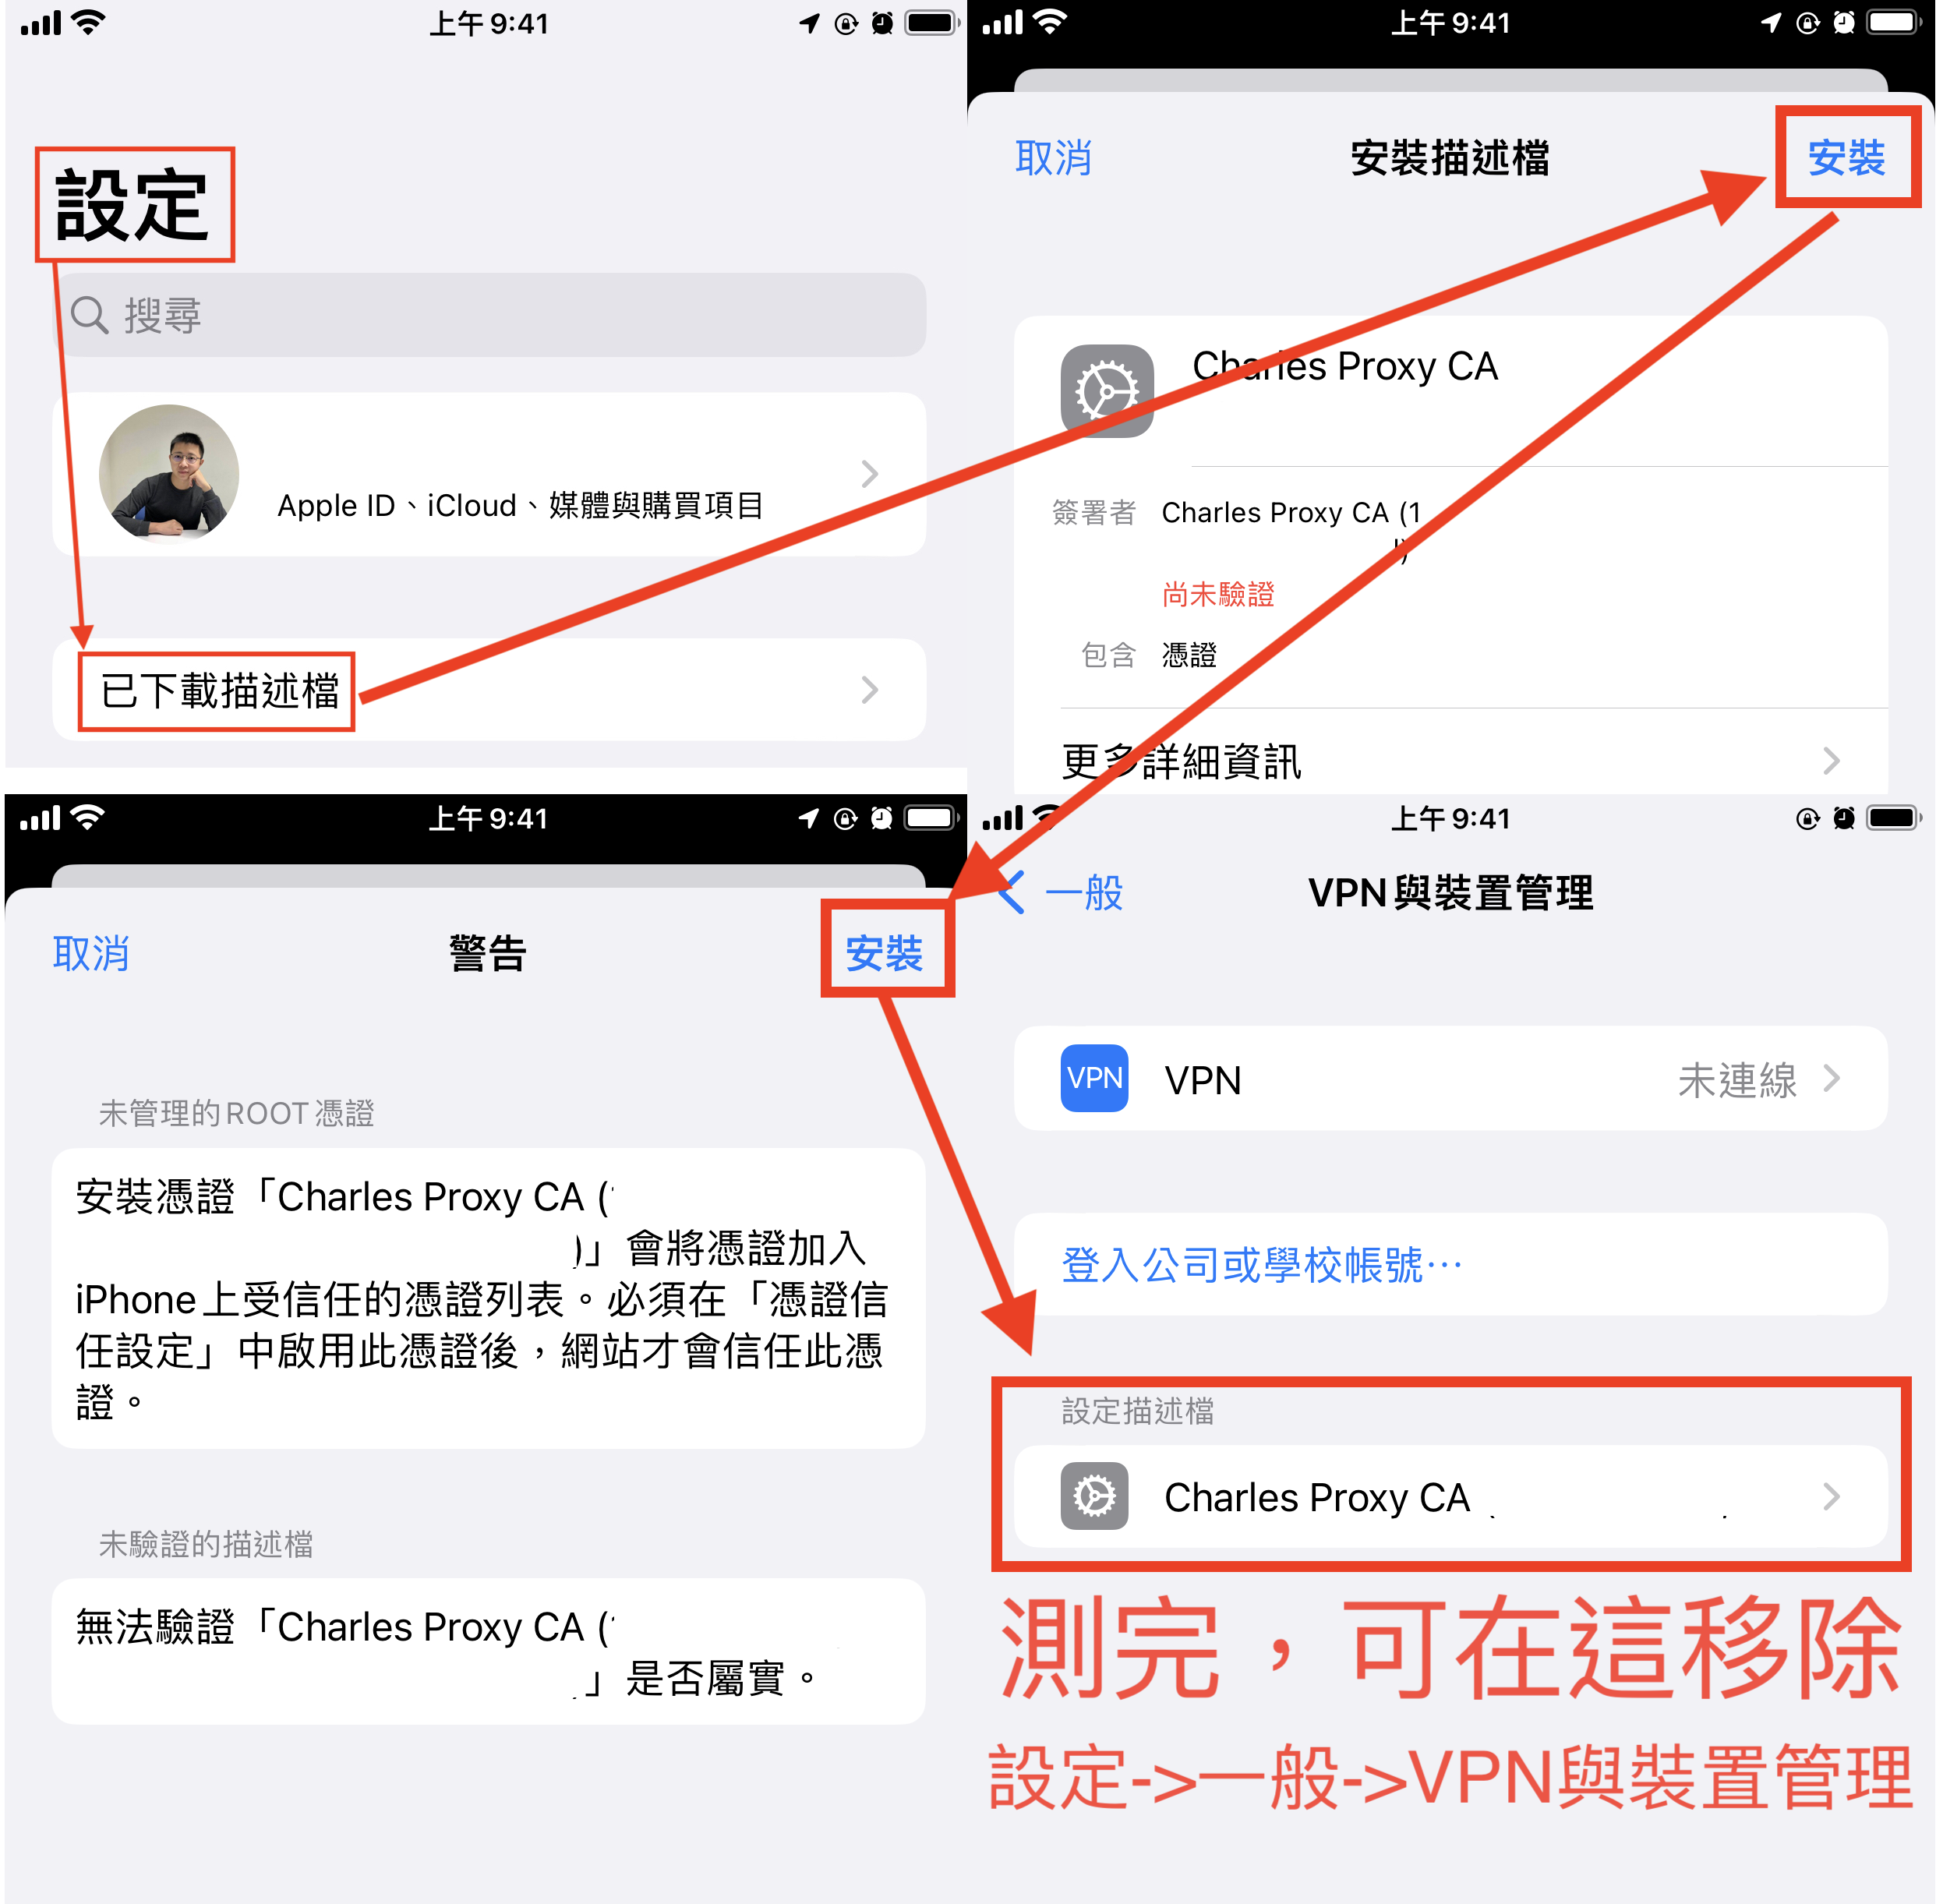 上午 9:41
設定
搜尋
Apple ID、iCloud、媒體與購買項目
已下載描述檔
上午 9:41
取消
安裝描述檔
安裝
Charles Proxy CA
簽署者 Charles Proxy CA (1
l)
尚未驗證
包含 憑證
更多詳細資訊
上午 9:41
取消
警告
安裝
未管理的ROOT憑證
安裝憑證「Charles Proxy CA (
)」會將憑證加入
iPhone上受信任的憑證列表。必須在「憑證信
任設定」中啟用此憑證後，網站才會信任此憑
證。
未驗證的描述檔
無法驗證「Charles Proxy CA (
」是否屬實。
上午 9:41
一般
VPN與裝置管理
VPN
VPN
未連線
登入公司或學校帳號⋯
設定描述檔
Charles Proxy CA
測完，可在這移除
設定->一般->VPN與裝置管理